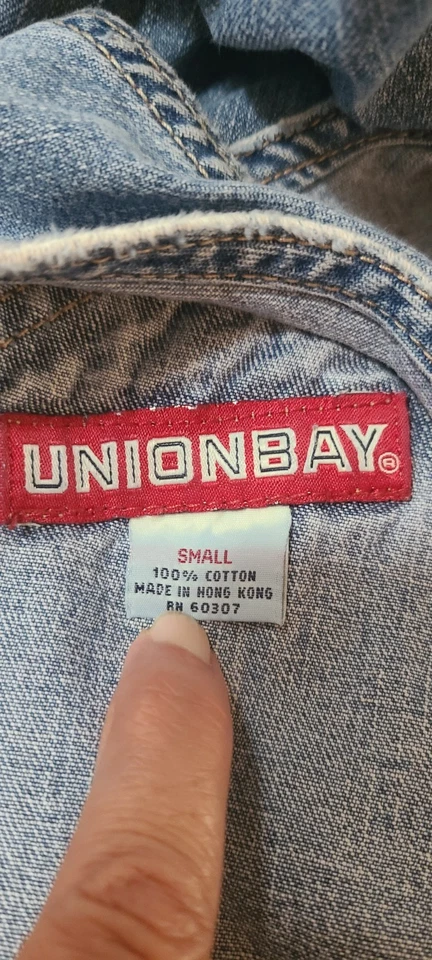 UNIONBAY®
SMALL
100% COTTON
MADE IN HONG KONG
RN 60307